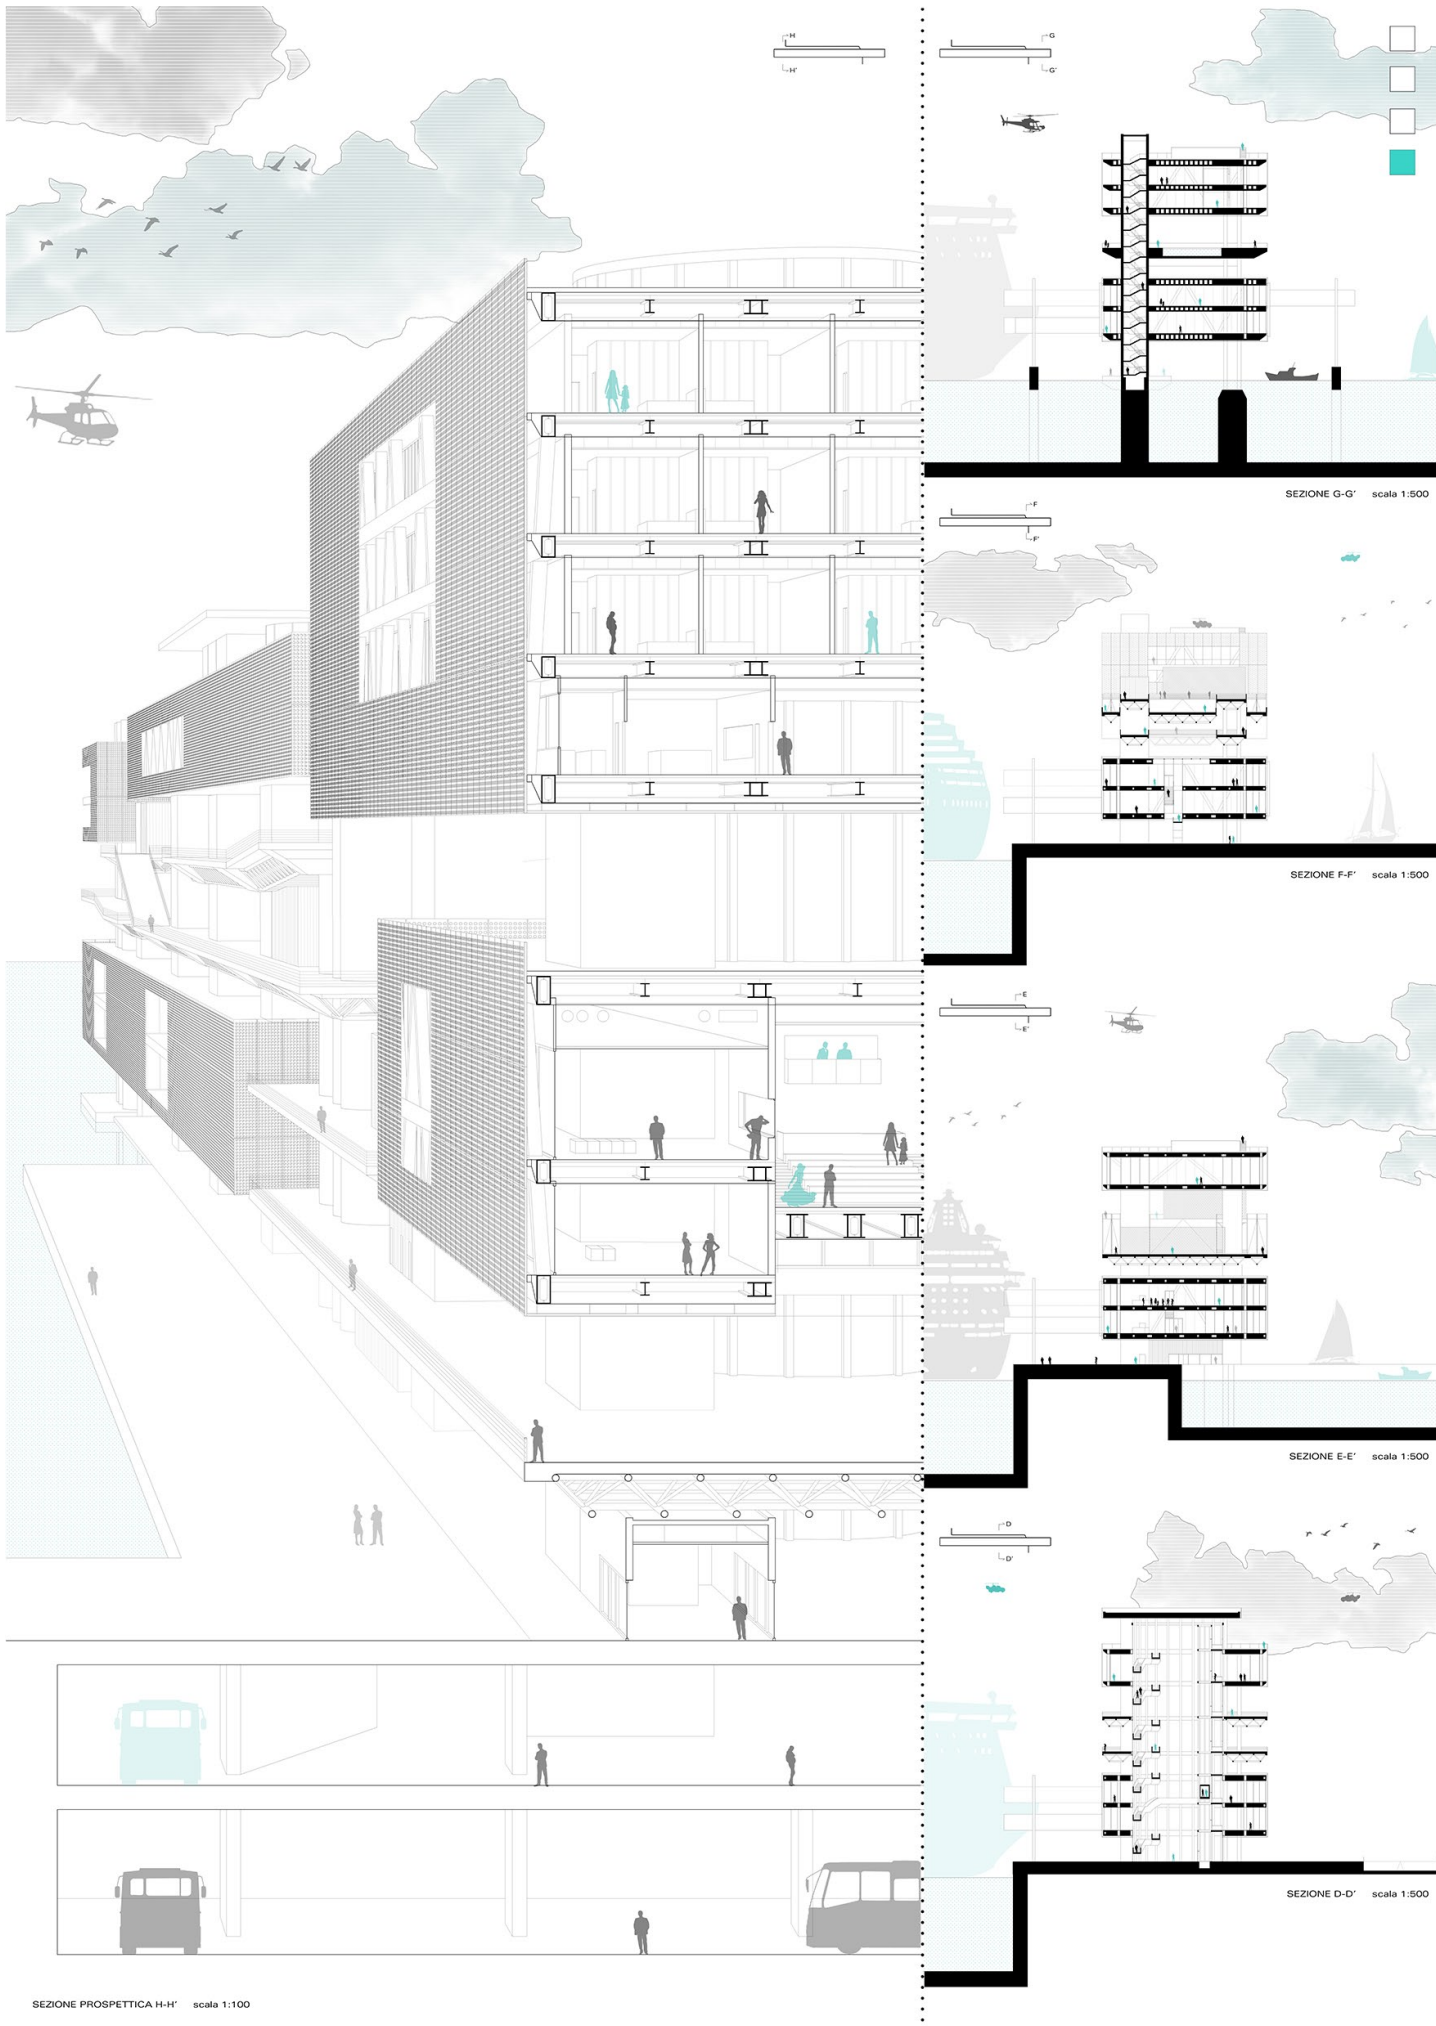 H
H'
G
G'
SEZIONE G-G' scala 1:500
F
F'
SEZIONE F-F' scala 1:500
E
E'
SEZIONE E-E' scala 1:500
D
D'
SEZIONE D-D' scala 1:500
SEZIONE PROSPETTICA H-H' scala 1:100